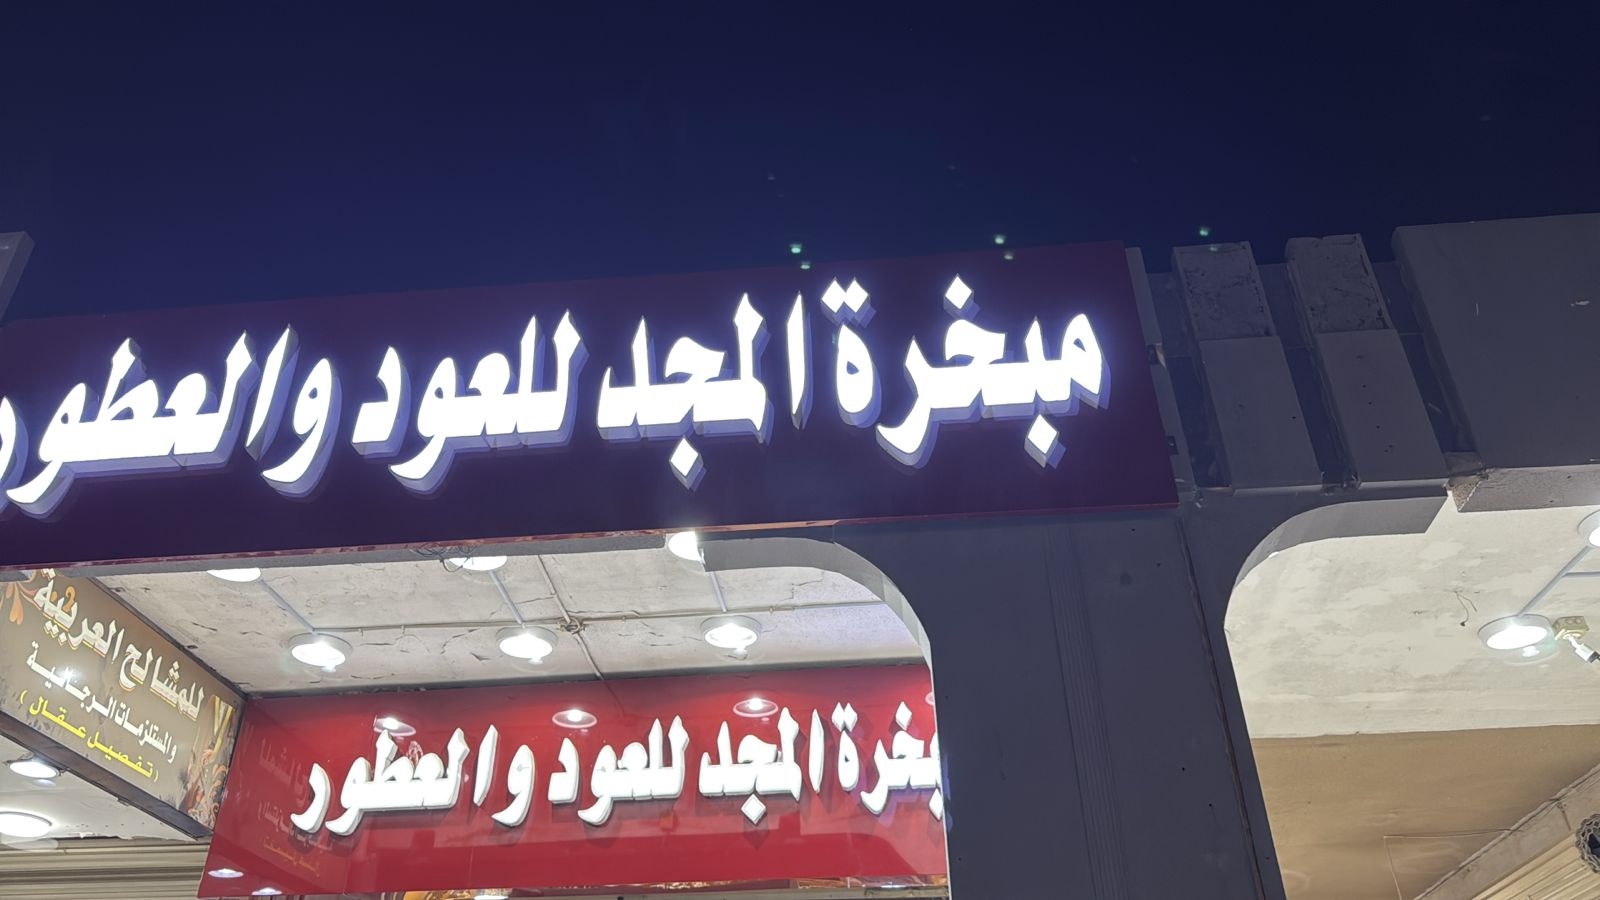 مبخرة المجد للعود والعطور
للمشالح العربية
والمستلزمات الرجالية
( تفصيل عقال )
مبخرة المجد للعود والعطور